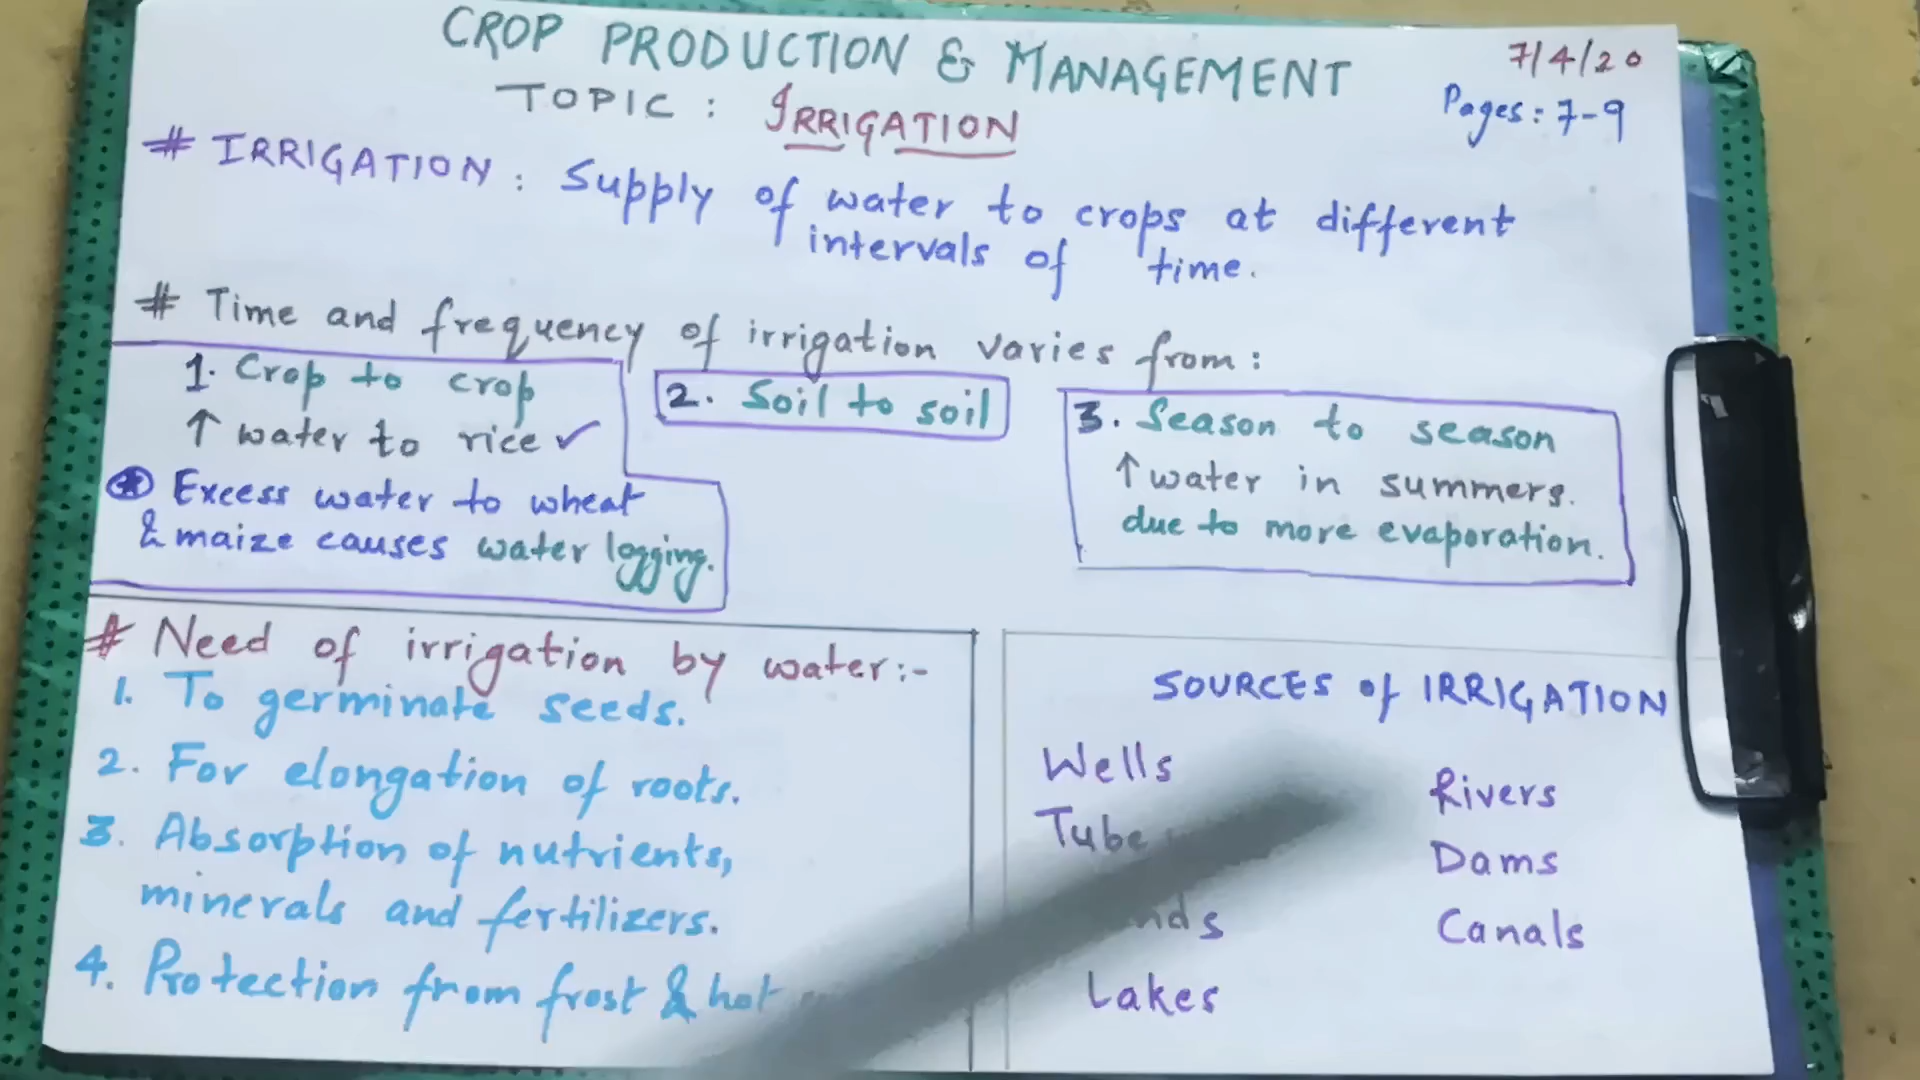 CROP PRODUCTION & MANAGEMENT
7/4/20
TOPIC : IRRIGATION
Pages: 7-9
# IRRIGATION : Supply of water to crops at different
intervals of time.
# Time and frequency of irrigation varies from:
1. Crop to crop
↑ water to rice ✓
Excess water to wheat
& maize causes water logging.
2. Soil to soil
3. Season to season
↑ water in summers.
due to more evaporation.
# Need of irrigation by water:-
1. To germinate seeds.
2. For elongation of roots.
3. Absorption of nutrients,
minerals and fertilizers.
4. Protection from frost & hot
SOURCES of IRRIGATION
Wells
Tube
Lakes
Rivers
Dams
Canals